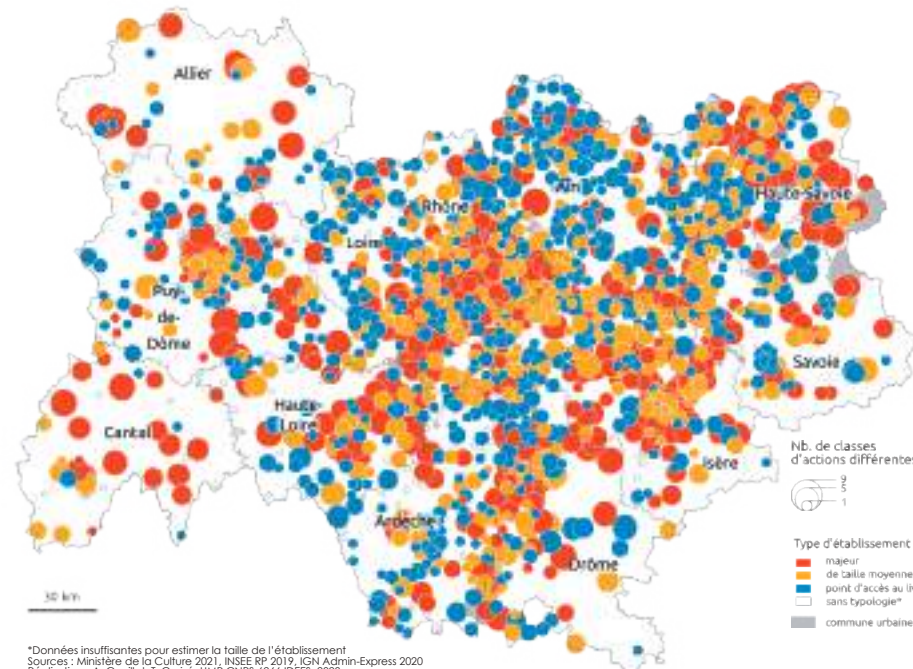 Allier
Haute-Savoie
Ain
Rhône
Loire
Puy-
de-
Dôme
Savoie
Haute-
Loire
Cantal
Isère
Ardèche
Drôme
Nb. de classes
d'actions différentes
9
5
1
Type d'établissement
majeur
de taille moyenne
point d'accès au
sans typologie*
commune urbaine
30 km
*Données insuffisantes pour estimer la taille de l'établissement
Sources : Ministère de la Culture 2021, INSEE RP 2019, IGN Admin-Express 2020